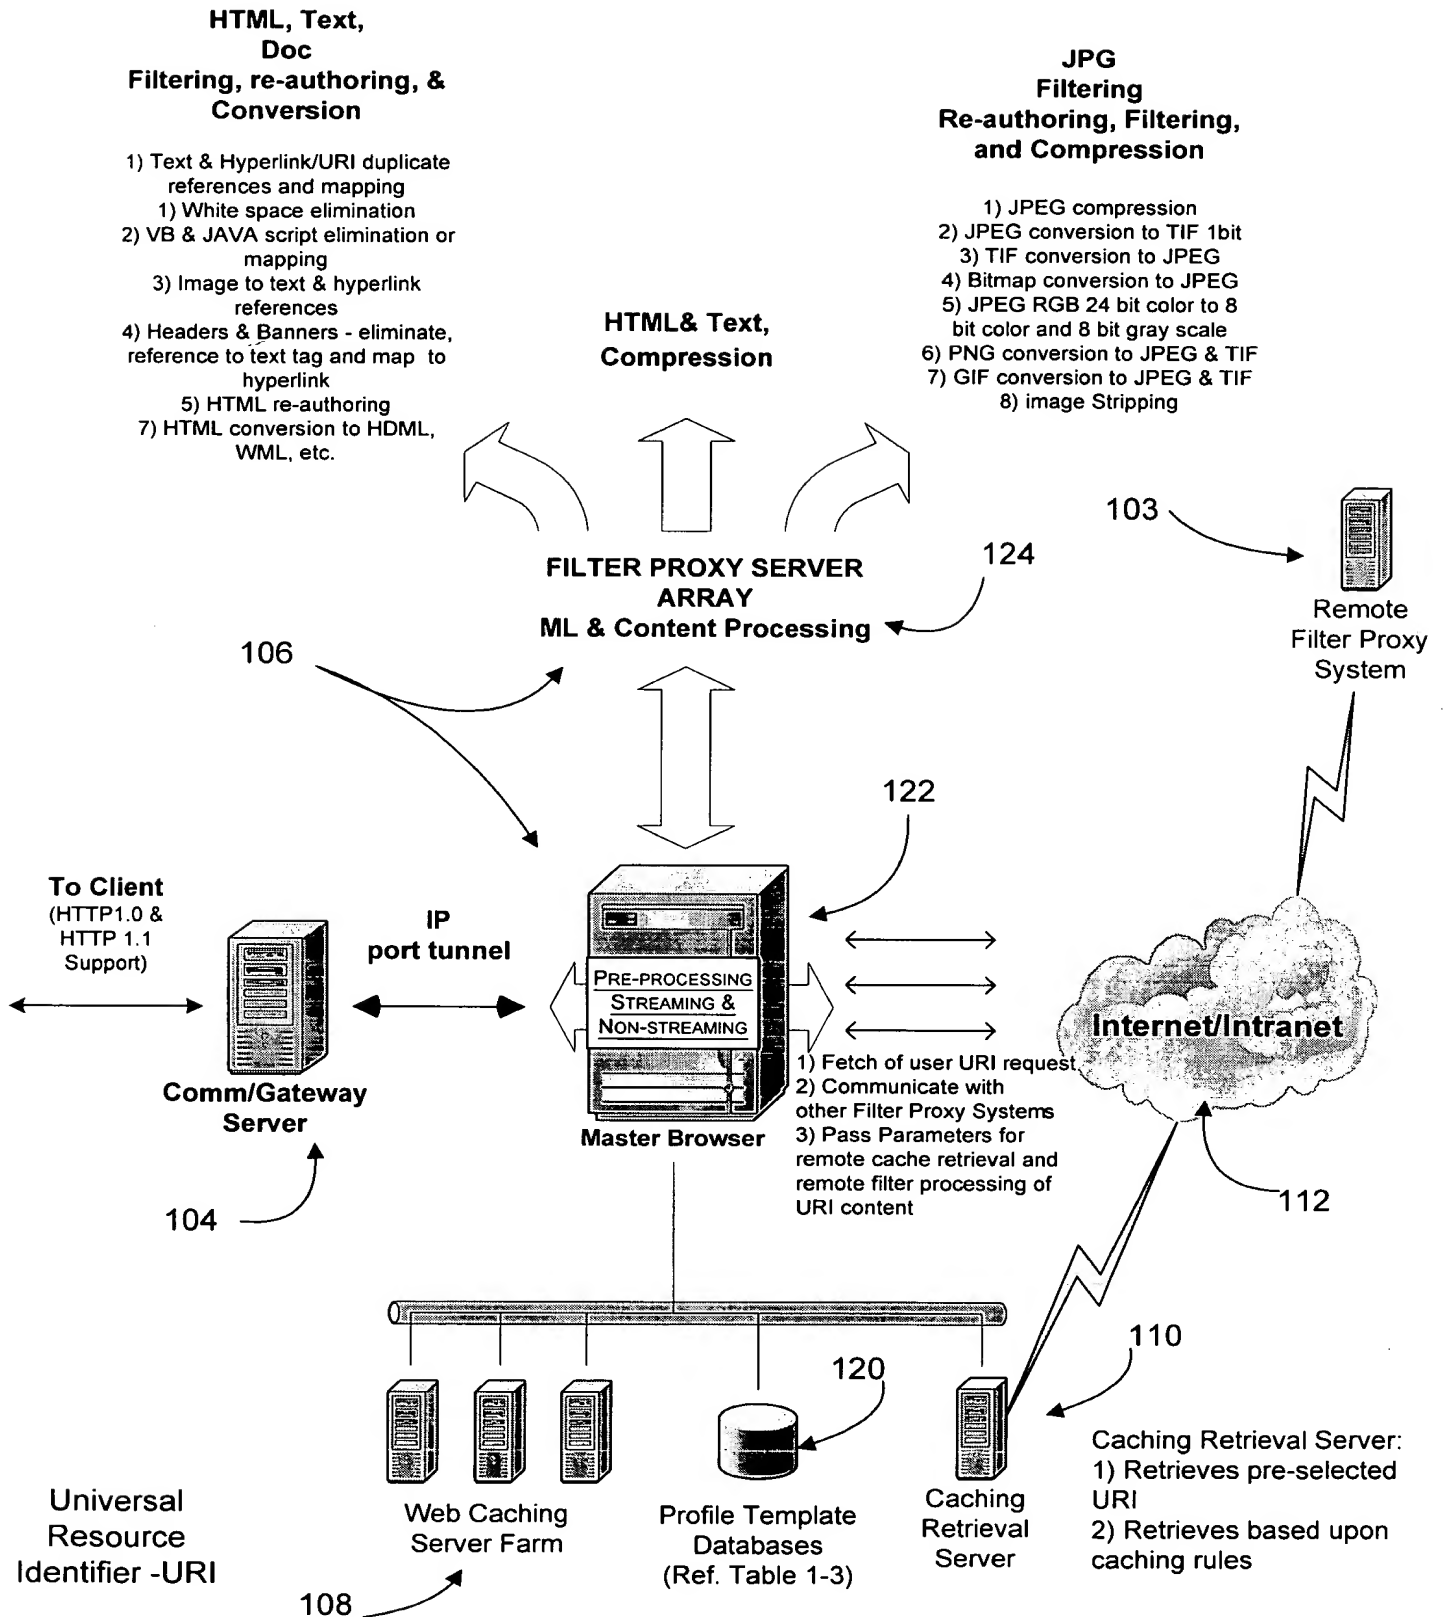 HTML, Text,
Doc
Filtering, re-authoring, &
Conversion
1) Text & Hyperlink/URI duplicate
references and mapping
1) White space elimination
2) VB & JAVA script elimination or
mapping
3) Image to text & hyperlink
references
4) Headers & Banners - eliminate,
reference to text tag and map to
hyperlink
5) HTML re-authoring
7) HTML conversion to HDML,
WML, etc.
HTML& Text,
Compression
JPG
Filtering
Re-authoring, Filtering,
and Compression
1) JPEG compression
2) JPEG conversion to TIF 1bit
3) TIF conversion to JPEG
4) Bitmap conversion to JPEG
5) JPEG RGB 24 bit color to 8
bit color and 8 bit gray scale
6) PNG conversion to JPEG & TIF
7) GIF conversion to JPEG & TIF
8) image Stripping
103
Remote
Filter Proxy
System
FILTER PROXY SERVER
ARRAY
ML & Content Processing
124
106
122
To Client
(HTTP1.0 &
HTTP 1.1
Support)
IP
port tunnel
Comm/Gateway
Server
104
PRE-PROCESSING
STREAMING &
NON-STREAMING
Master Browser
1) Fetch of user URI request
2) Communicate with
other Filter Proxy Systems
3) Pass Parameters for
remote cache retrieval and
remote filter processing of
URI content
Internet/Intranet
112
110
120
Web Caching
Server Farm
108
Profile Template
Databases
(Ref. Table 1-3)
Caching
Retrieval
Server
Caching Retrieval Server:
1) Retrieves pre-selected
URI
2) Retrieves based upon
caching rules
Universal
Resource
Identifier -URI